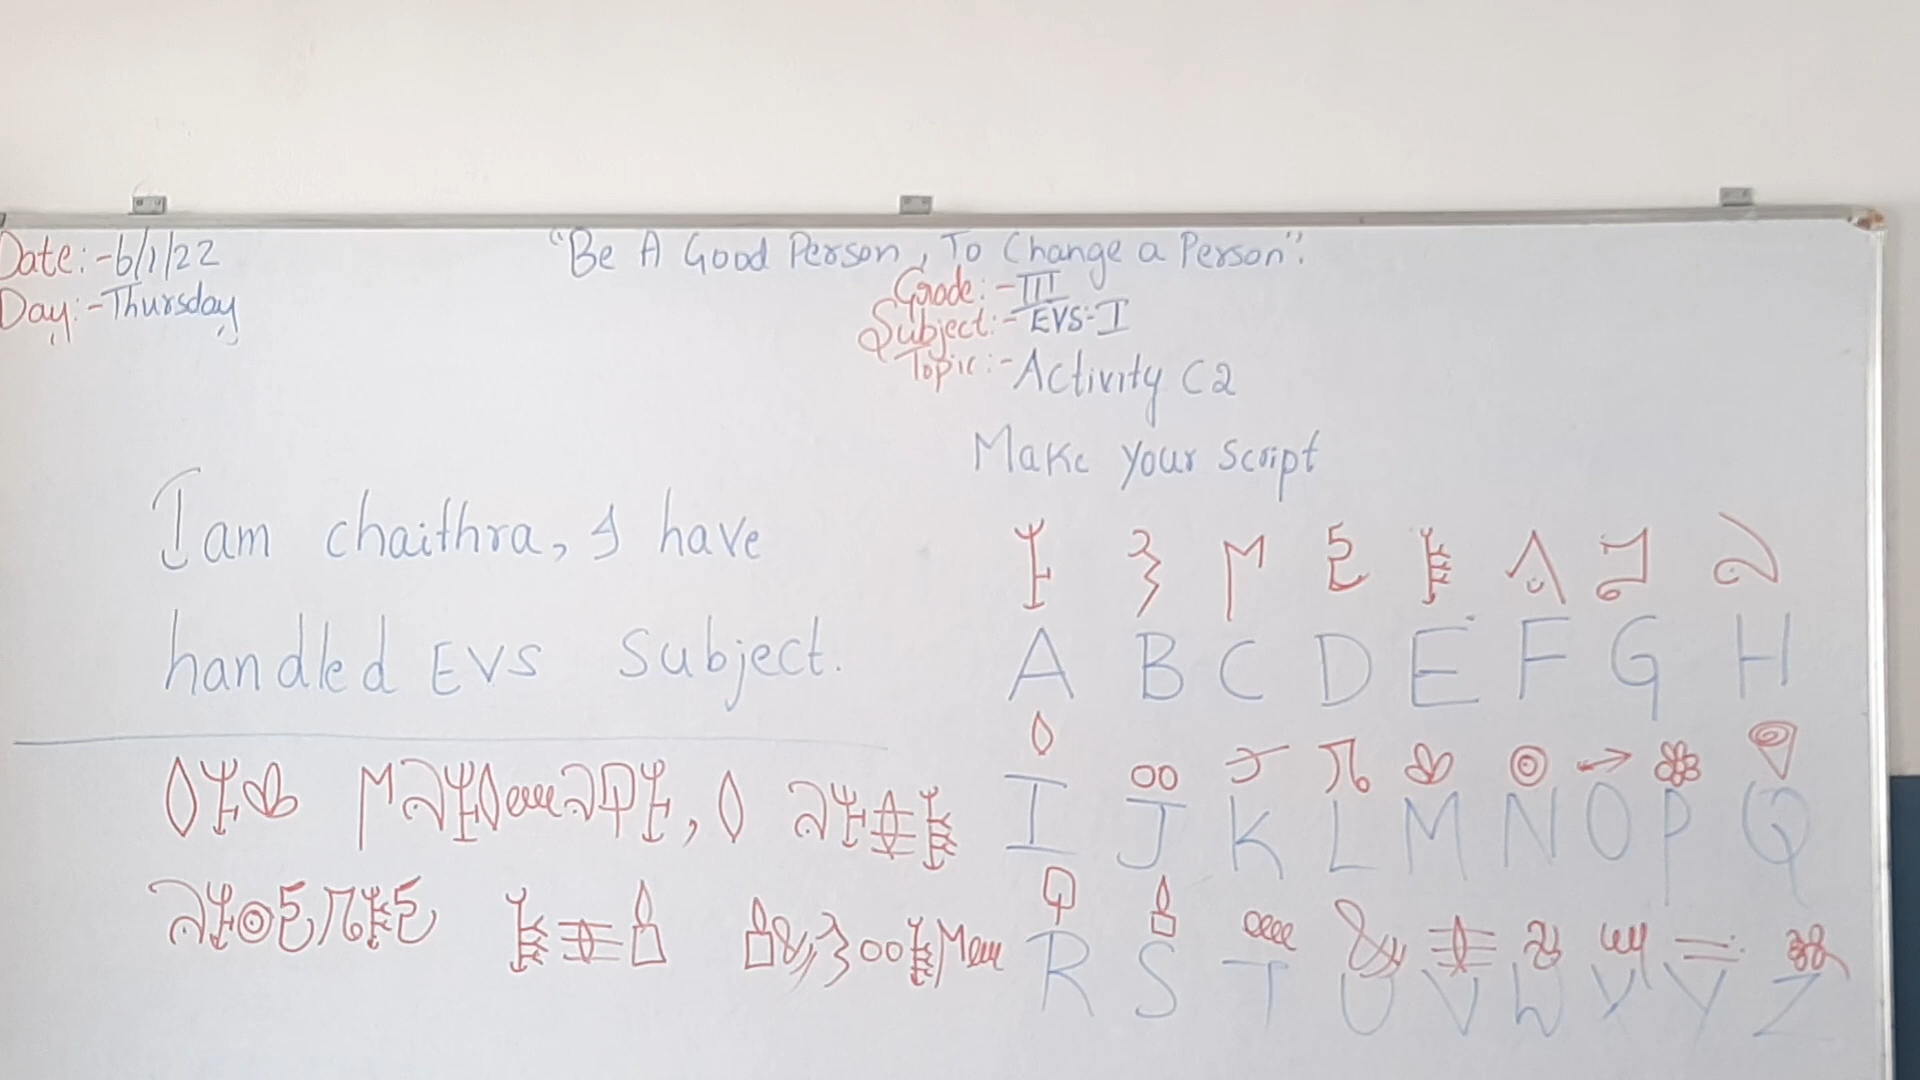 Date:-6/1/22
"Be A Good Person, To Change a Person".
Day:-Thursday
Grade:-III
Subject:-EVS-I
Topic:-Activity C2
Make your script
I am chaithra, I have
handled EVS Subject.
A B C D E F G H
I J K L M N O P Q
R S T U V W X Y Z